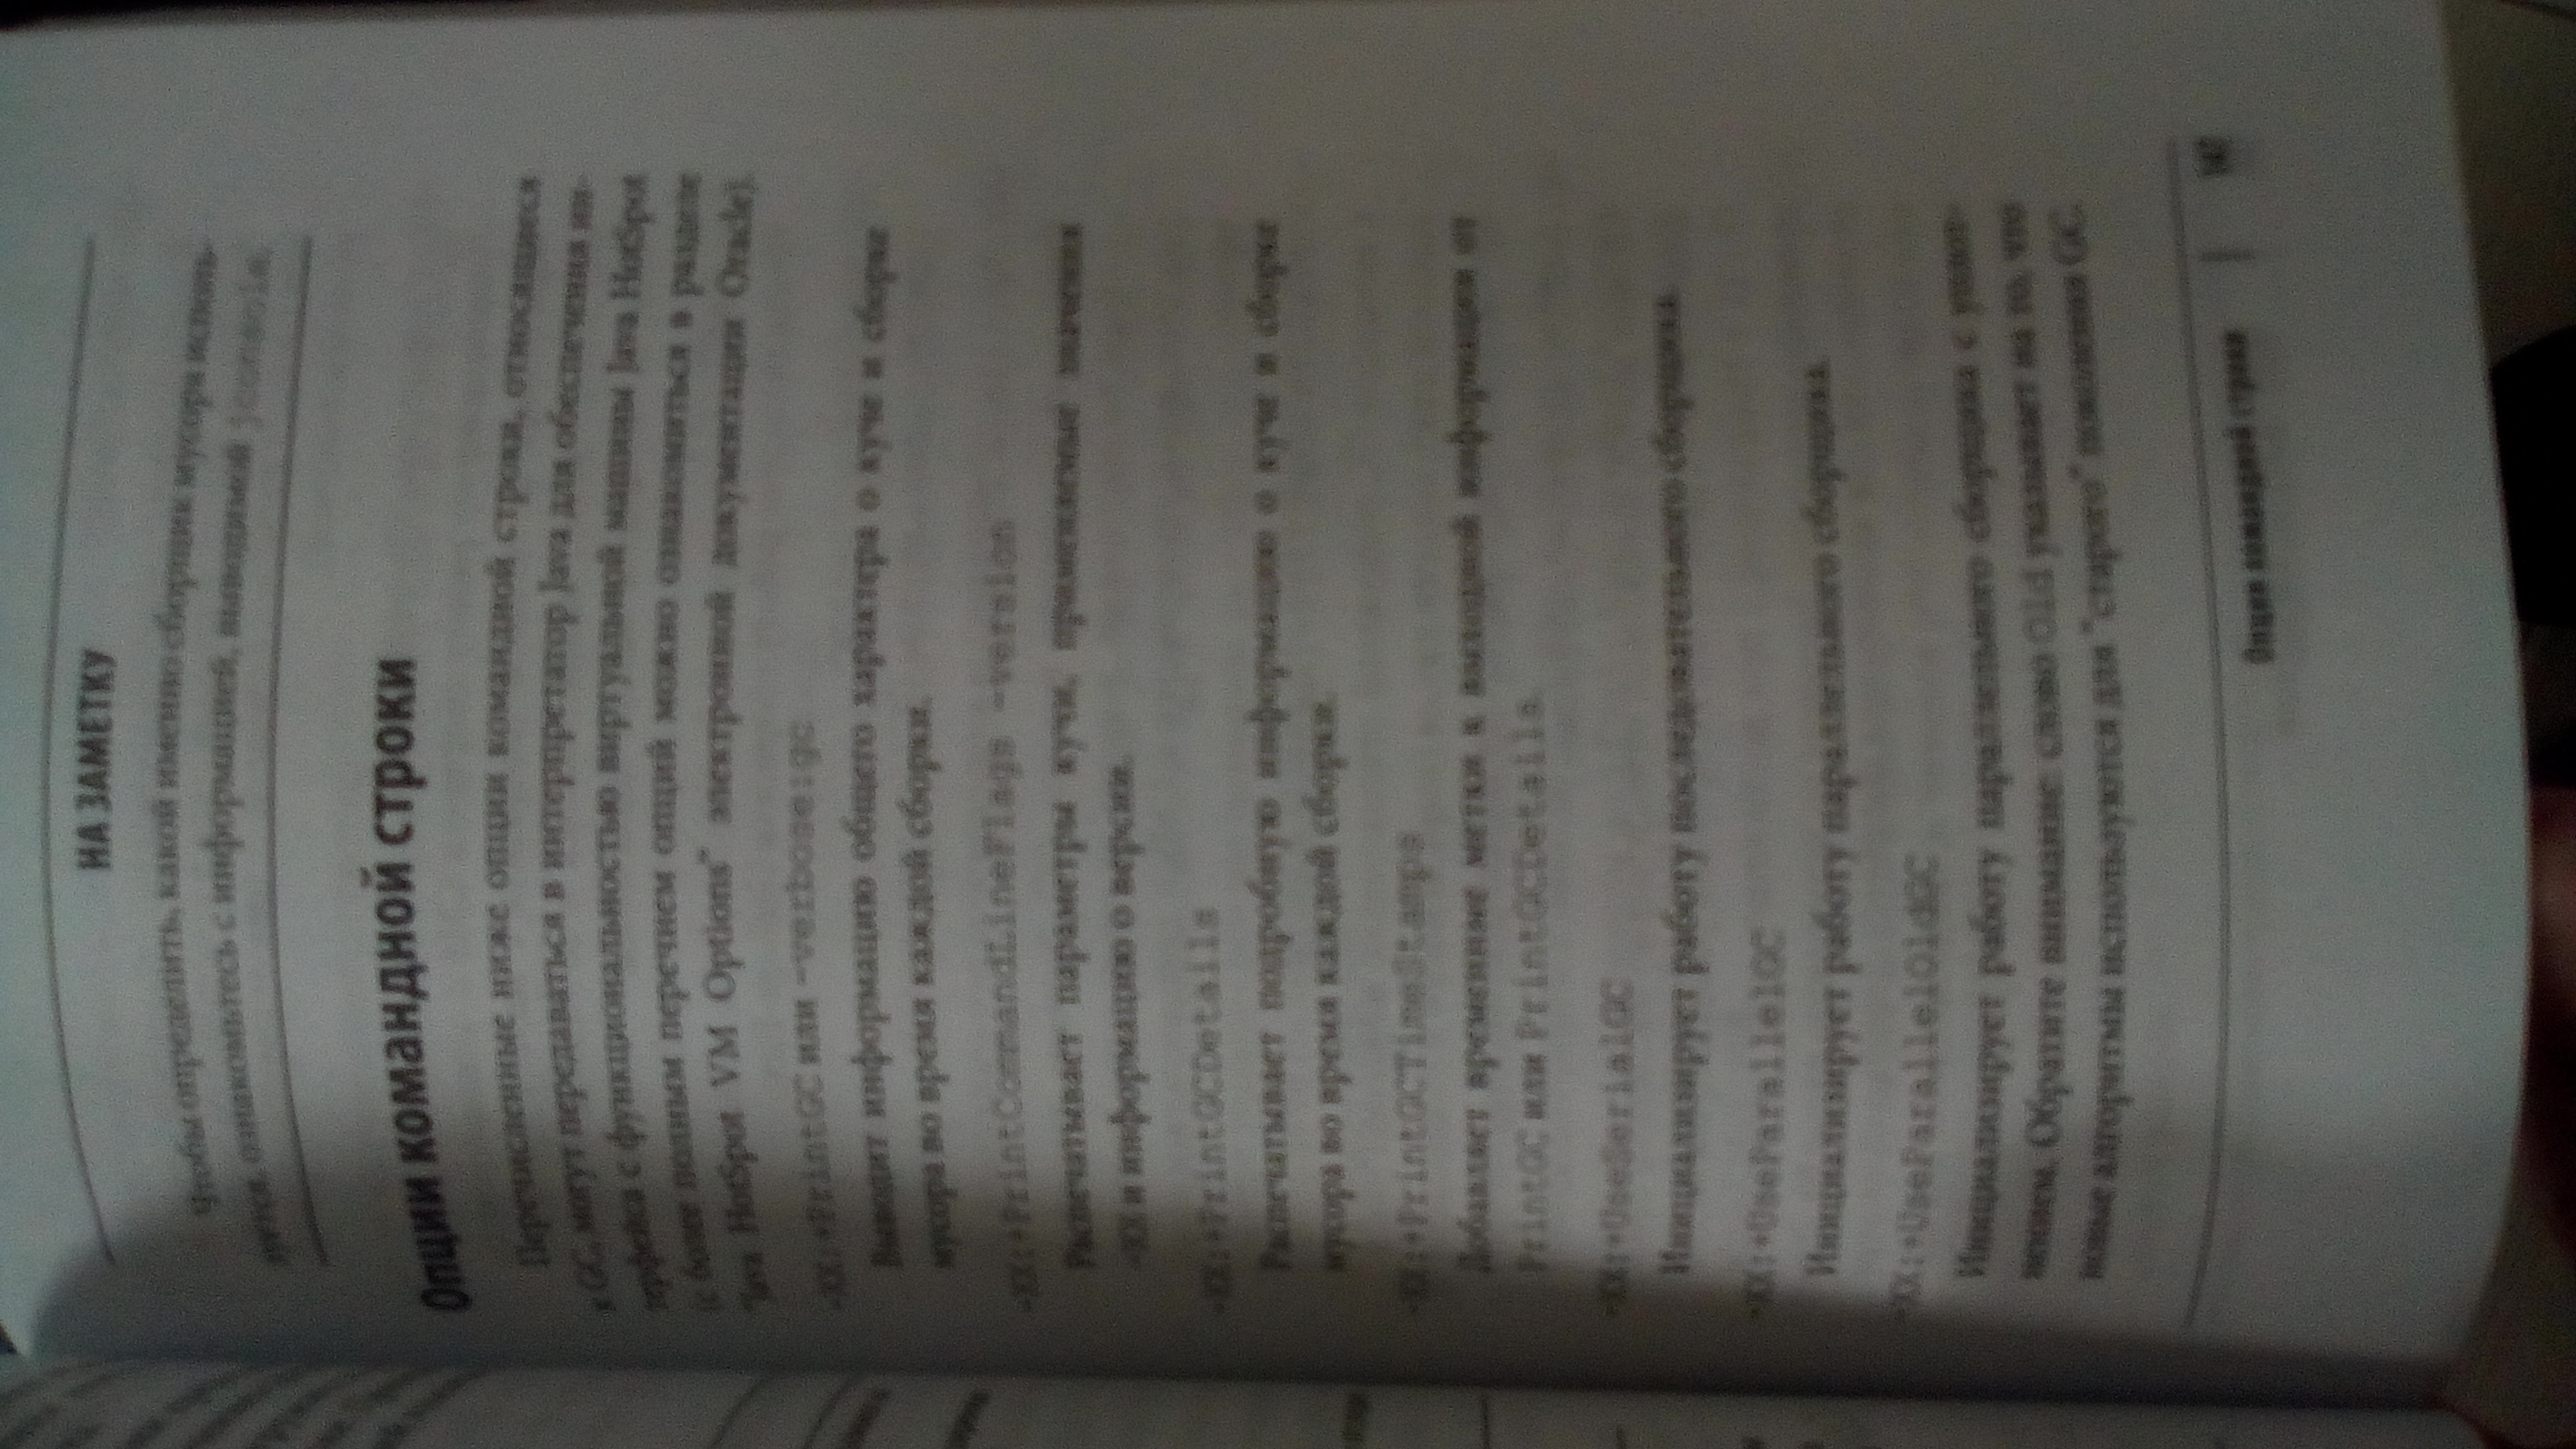 НА ЗАМЕТКУ
Чтобы определить, какой именно сборщик мусора исполь-
зуется, ознакомьтесь с информацией, выводимой jconsole.
Опции командной строки
Перечисленные ниже опции командной строки, относящиеся
к GC, могут передаваться в интерпретатор Java для обеспечения ин-
терфейса с функциональностью виртуальной машины Java HotSpot
(с более полным перечнем опций можно ознакомиться в разделе
"Java HotSpot VM Options" электронной документации Oracle).
-XX:+PrintGC или -verbose:gc
Выводит информацию общего характера о куче и сборке
мусора во время каждой сборки.
-XX:+PrintCommandLineFlags -version
Распечатывает параметры кучи, применяемые значения
-XX и информацию о версии.
-XX:+PrintGCDetails
Распечатывает подробную информацию о куче и сборке
мусора во время каждой сборки.
-XX:+PrintGCTimeStamps
Добавляет временные метки к выходной информации от
PrintGC или PrintGCDetails.
-XX:+UseSerialGC
Инициализирует работу последовательного сборщика.
-XX:+UseParallelGC
Инициализирует работу параллельного сборщика.
-XX:+UseParallelOldGC
Инициализирует работу параллельного сборщика с уплот-
нением. Обратите внимание: слово Old указывает на то, что
новые алгоритмы используются для "старого" поколения GC.
Опции командной строки